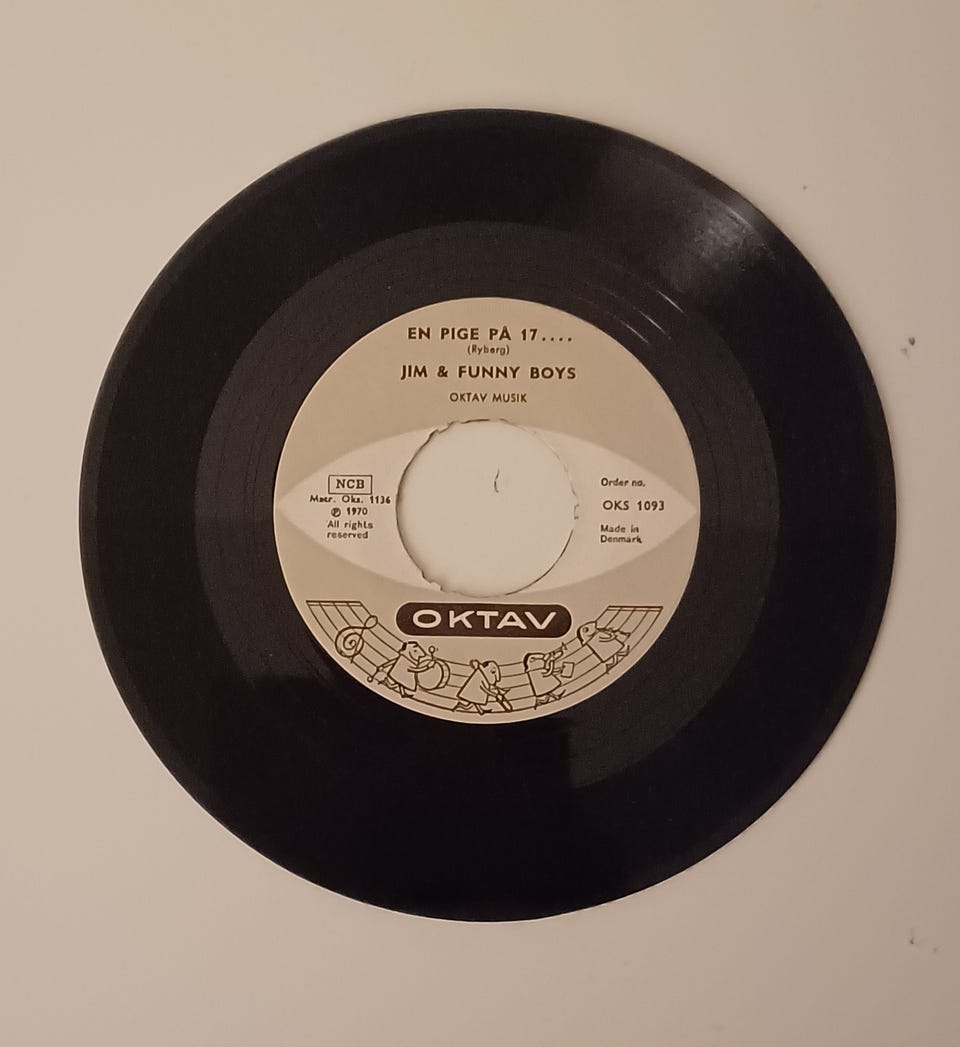 EN PIGE PÅ 17....
(Ryberg)
JIM & FUNNY BOYS
OKTAV MUSIK
NCB
Matr. Oks. 1136
℗ 1970
All rights
reserved
Order no.
OKS 1093
Made in
Denmark
OKTAV